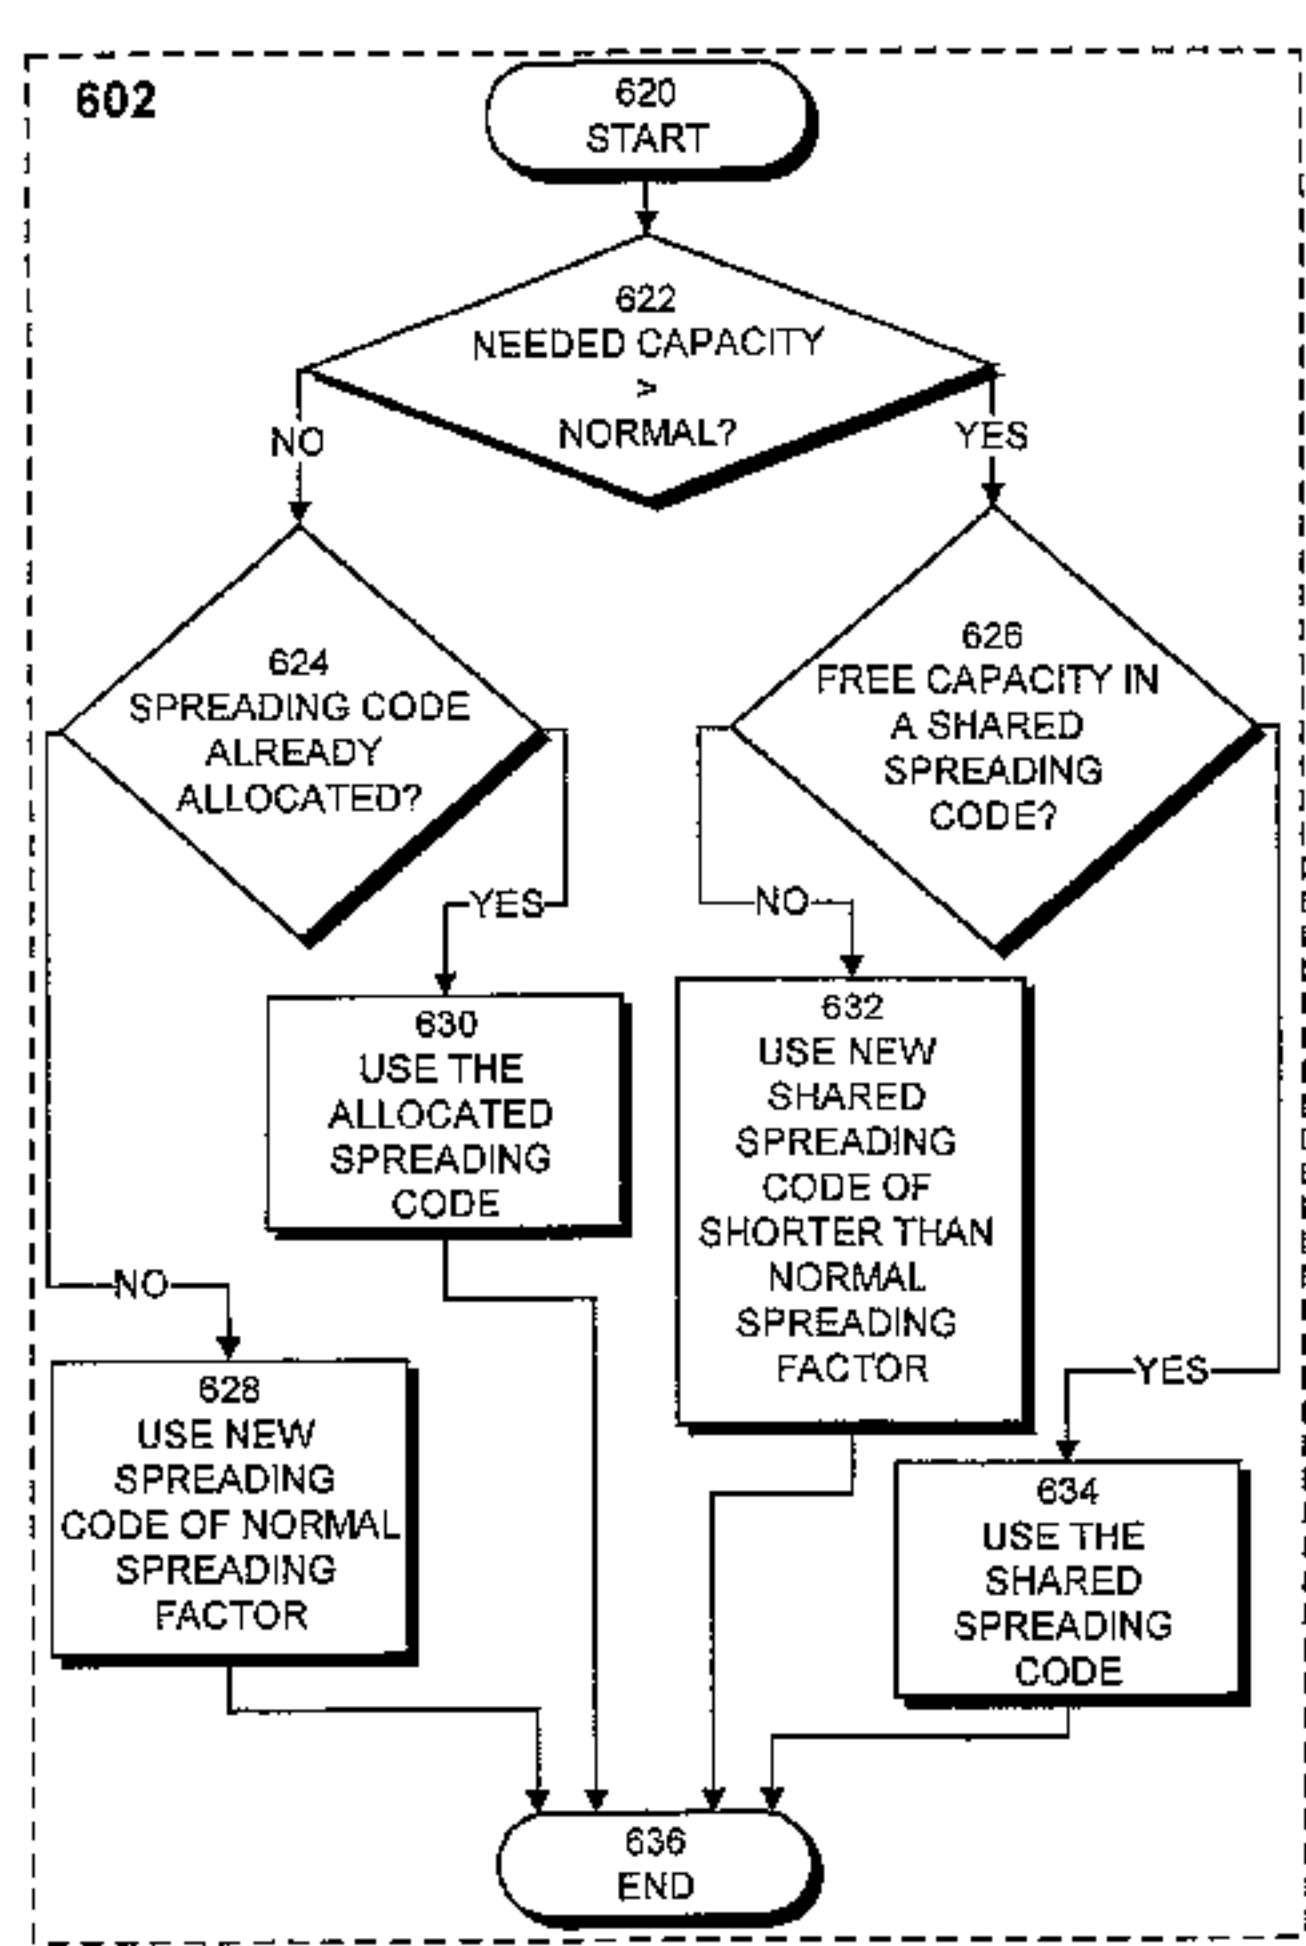 602
620
START
622
NEEDED CAPACITY
>
NORMAL?
NO
YES
624
SPREADING CODE
ALREADY
ALLOCATED?
626
FREE CAPACITY IN
A SHARED
SPREADING
CODE?
YES
NO
630
USE THE
ALLOCATED
SPREADING
CODE
632
USE NEW
SHARED
SPREADING
CODE OF
SHORTER THAN
NORMAL
SPREADING
FACTOR
NO
YES
628
USE NEW
SPREADING
CODE OF NORMAL
SPREADING
FACTOR
634
USE THE
SHARED
SPREADING
CODE
636
END